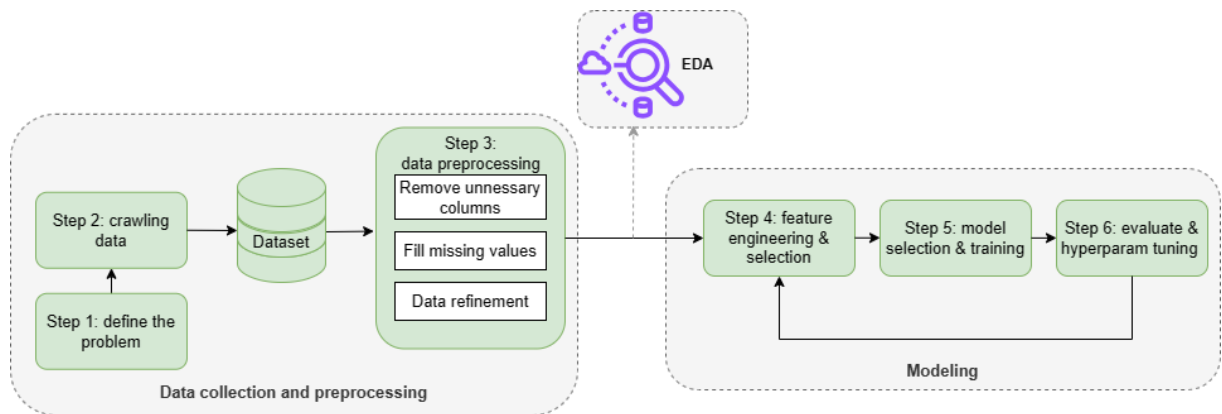 EDA
Step 3:
data preprocessing
Remove unnessary
columns
Fill missing values
Data refinement
Step 2: crawling
data
Dataset
Step 1: define the
problem
Data collection and preprocessing
Step 4: feature
engineering &
selection
Step 5: model
selection & training
Step 6: evaluate &
hyperparam tuning
Modeling